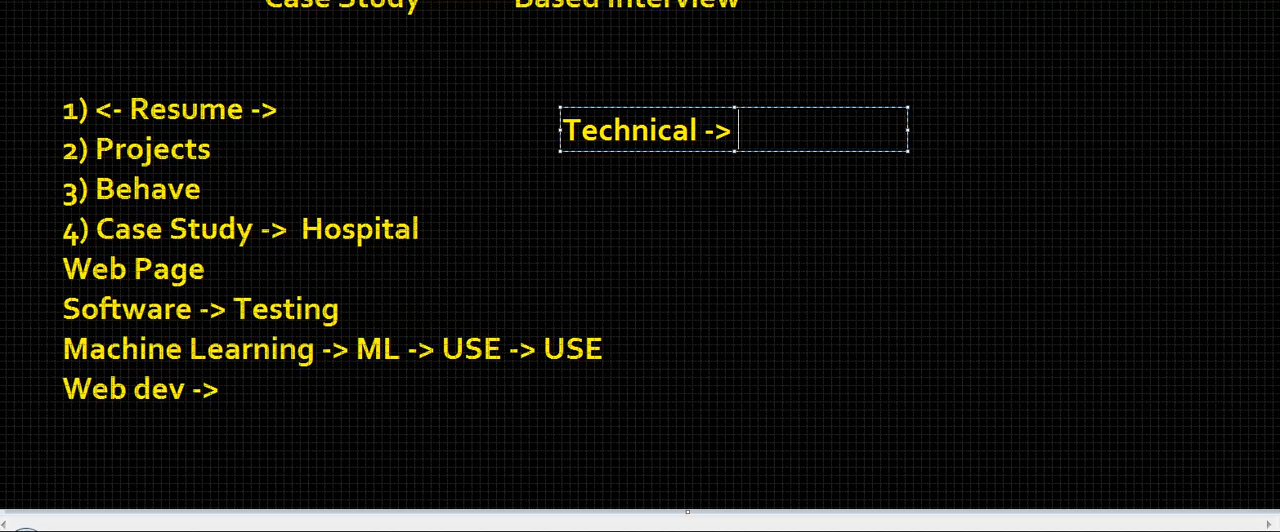 Case Study Based Interview
1) <- Resume ->
2) Projects
3) Behave
4) Case Study -> Hospital
Web Page
Software -> Testing
Machine Learning -> ML -> USE -> USE
Web dev ->
Technical ->